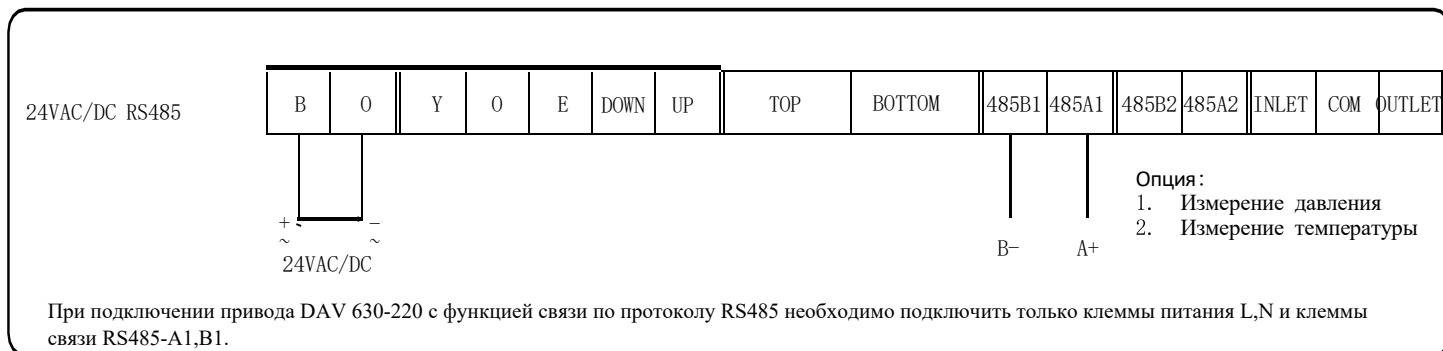 24VAC/DC RS485
B O Y O E DOWN UP TOP BOTTOM 485B1 485A1 485B2 485A2 INLET COM OUTLET
Опция:
1. Измерение давления
2. Измерение температуры
+ -
~ ~
24VAC/DC
B- A+
При подключении привода DAV 630-220 с функцией связи по протоколу RS485 необходимо подключить только клеммы питания L,N и клеммы
связи RS485-A1,B1.